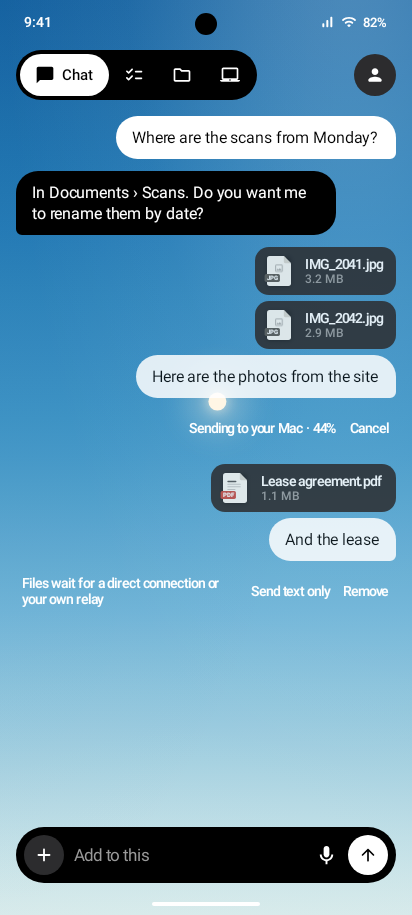 9:41
82%
Chat
Where are the scans from Monday?
In Documents › Scans. Do you want me
to rename them by date?
JPG
IMG_2041.jpg
3.2 MB
JPG
IMG_2042.jpg
2.9 MB
Here are the photos from the site
Sending to your Mac · 44% Cancel
PDF
Lease agreement.pdf
1.1 MB
And the lease
Files wait for a direct connection or
your own relay
Send text only Remove
Add to this